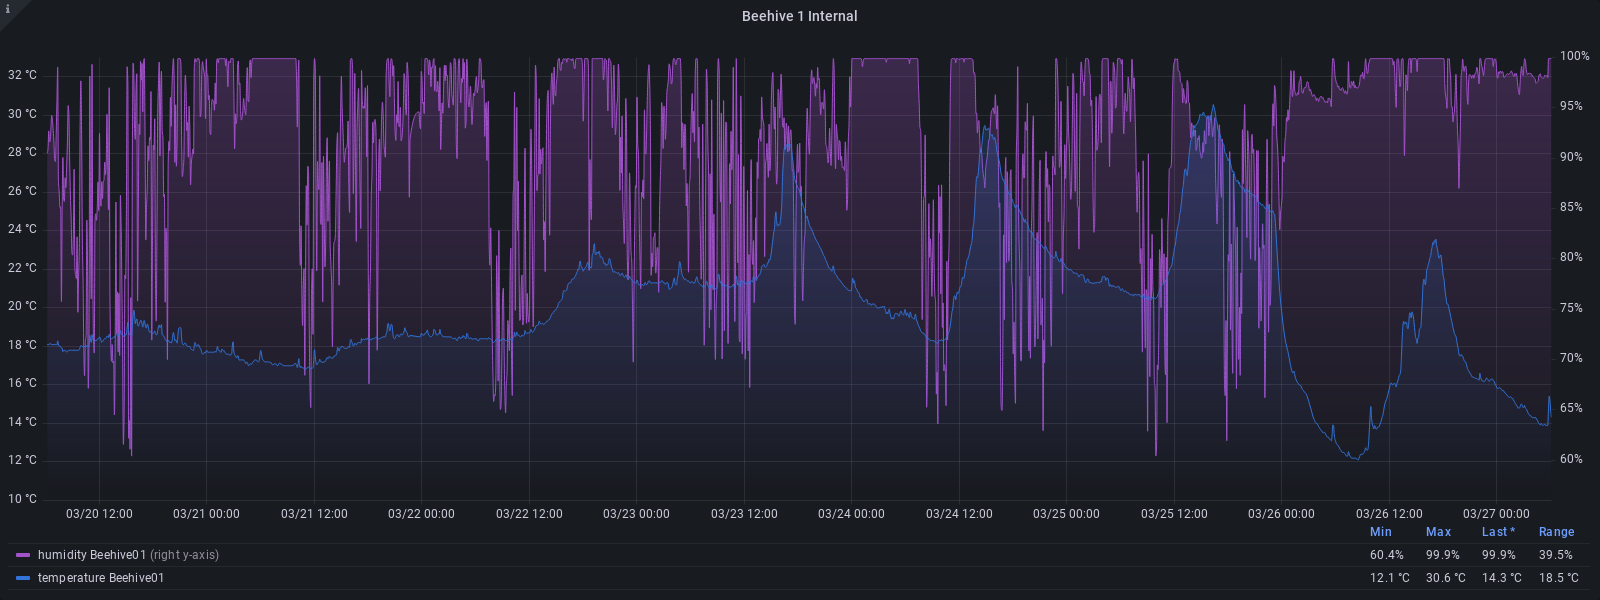 i
Beehive 1 Internal
32 °C
30 °C
28 °C
26 °C
24 °C
22 °C
20 °C
18 °C
16 °C
14 °C
12 °C
10 °C
100%
95%
90%
85%
80%
75%
70%
65%
60%
03/20 12:00 03/21 00:00 03/21 12:00 03/22 00:00 03/22 12:00 03/23 00:00 03/23 12:00 03/24 00:00 03/24 12:00 03/25 00:00 03/25 12:00 03/26 00:00 03/26 12:00 03/27 00:00
Min Max Last * Range
humidity Beehive01 (right y-axis) 60.4% 99.9% 99.9% 39.5%
temperature Beehive01 12.1 °C 30.6 °C 14.3 °C 18.5 °C